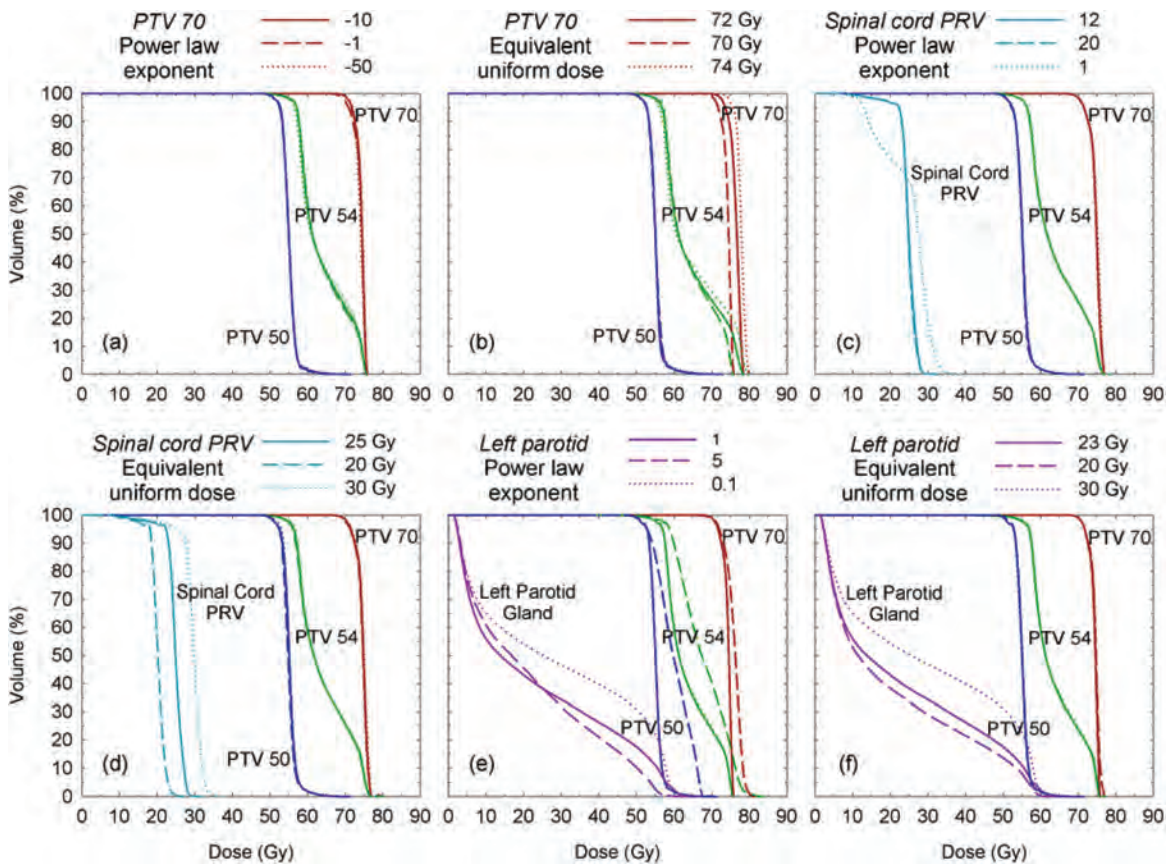 PTV 70
Power law
exponent
-10
-1
-50
PTV 70
Equivalent
uniform dose
72 Gy
70 Gy
74 Gy
Spinal cord PRV
Power law
exponent
12
20
1
Volume (%)
100
90
80
70
60
50
40
30
20
10
0
PTV 70
PTV 54
PTV 50
(a)
0 10 20 30 40 50 60 70 80 90
PTV 70
PTV 54
PTV 50
(b)
0 10 20 30 40 50 60 70 80 90
PTV 70
Spinal Cord
PRV
PTV 54
PTV 50
(c)
0 10 20 30 40 50 60 70 80 90
Spinal cord PRV
Equivalent
uniform dose
25 Gy
20 Gy
30 Gy
Left parotid
Power law
exponent
1
5
0.1
Left parotid
Equivalent
uniform dose
23 Gy
20 Gy
30 Gy
Volume (%)
100
90
80
70
60
50
40
30
20
10
0
PTV 70
Spinal Cord
PRV
PTV 54
PTV 50
(d)
0 10 20 30 40 50 60 70 80 90
Dose (Gy)
PTV 70
Left Parotid
Gland
PTV 54
PTV 50
(e)
0 10 20 30 40 50 60 70 80 90
Dose (Gy)
PTV 70
Left Parotid
Gland
PTV 54
PTV 50
(f)
0 10 20 30 40 50 60 70 80 90
Dose (Gy)